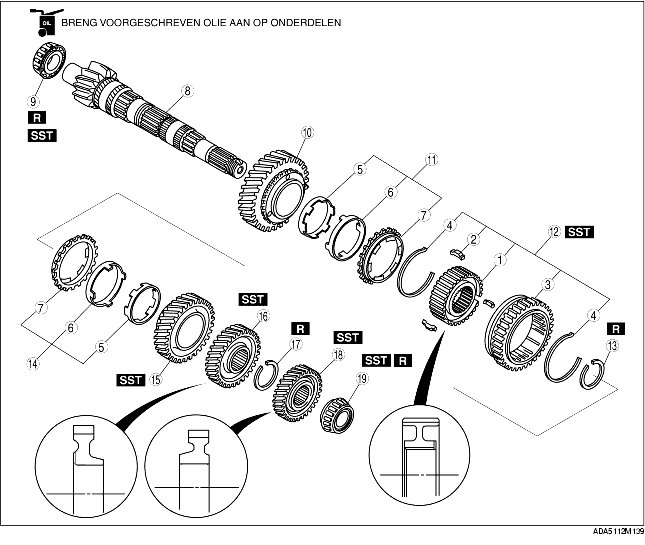 OIL BRENG VOORGESCHREVEN OLIE AAN OP ONDERDELEN
9
R
SST
8
10
5
11
6
7
4
2
12 SST
1
3
4
R
13
7
6
5
14
SST
16
R
17
SST
18
SST R
SST 15
19
ADA5112M139